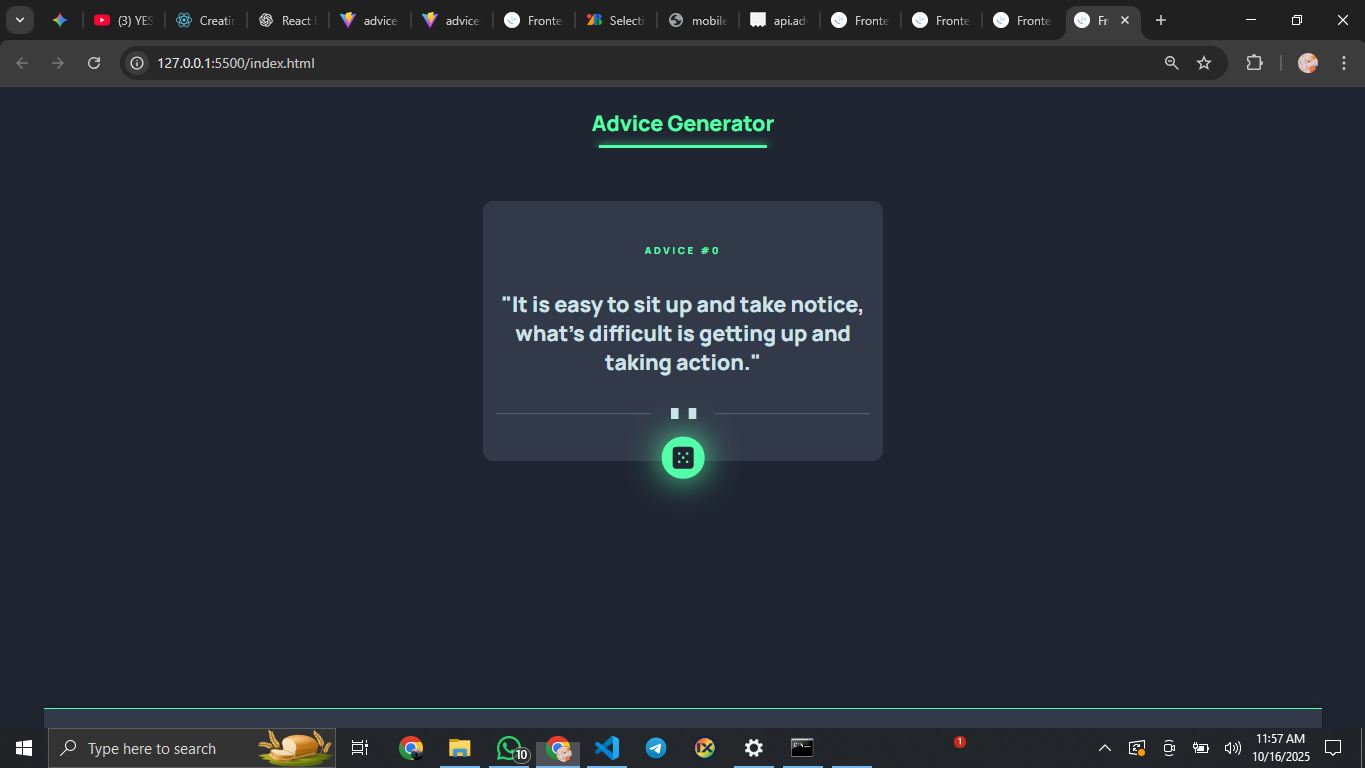 (3) YES
Creatin
React
advice
advice
Fronte
Selecti
mobile
api.adv
Fronte
Fronte
Fronte
Fr
127.0.0.1:5500/index.html
Advice Generator
ADVICE #0
"It is easy to sit up and take notice,
what's difficult is getting up and
taking action."
Type here to search
10
1
11:57 AM
10/16/2025